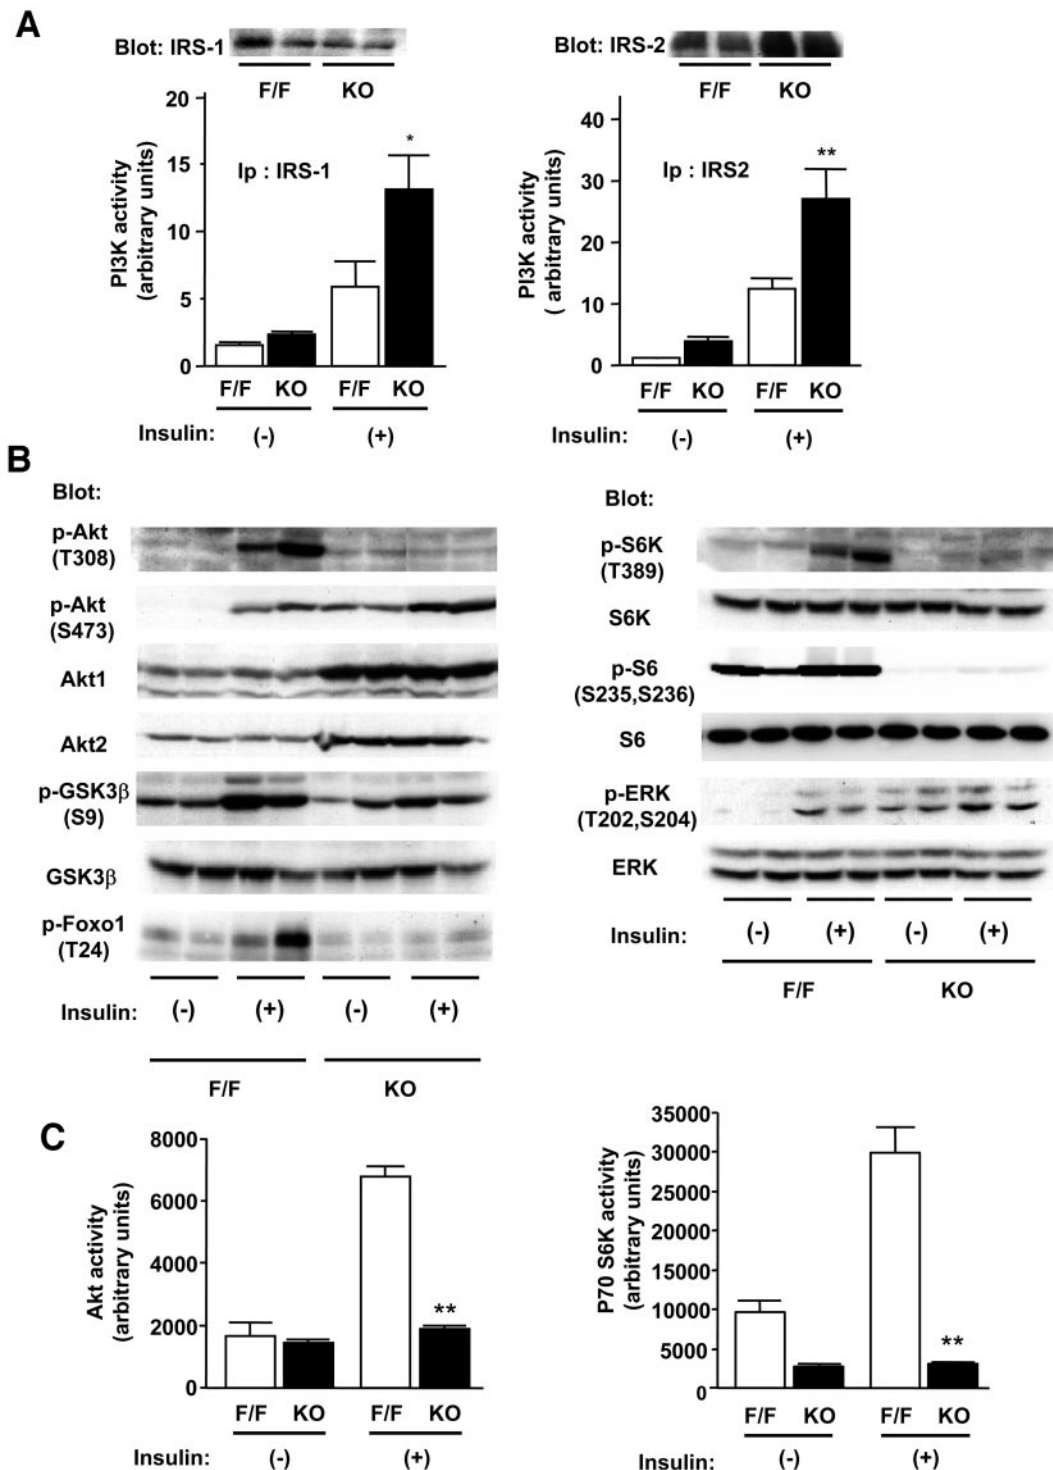 A
Blot: IRS-1
F/F KO
20
15
10
5
0
PI3K activity
(arbitrary units)
Ip : IRS-1
*
F/F KO F/F KO
Insulin: (-) (+)
Blot: IRS-2
F/F KO
40
30
20
10
0
PI3K activity
( arbitrary units)
Ip : IRS2
**
F/F KO F/F KO
Insulin: (-) (+)
B
Blot:
p-Akt
(T308)
p-Akt
(S473)
Akt1
Akt2
p-GSK3β
(S9)
GSK3β
p-Foxo1
(T24)
Insulin: (-) (+) (-) (+)
F/F KO
Blot:
p-S6K
(T389)
S6K
p-S6
(S235,S236)
S6
p-ERK
(T202,S204)
ERK
Insulin: (-) (+) (-) (+)
F/F KO
C
8000
6000
4000
2000
0
Akt activity
(arbitrary units)
**
F/F KO F/F KO
Insulin: (-) (+)
35000
30000
25000
20000
15000
10000
5000
0
P70 S6K activity
(arbitrary units)
**
F/F KO F/F KO
Insulin: (-) (+)